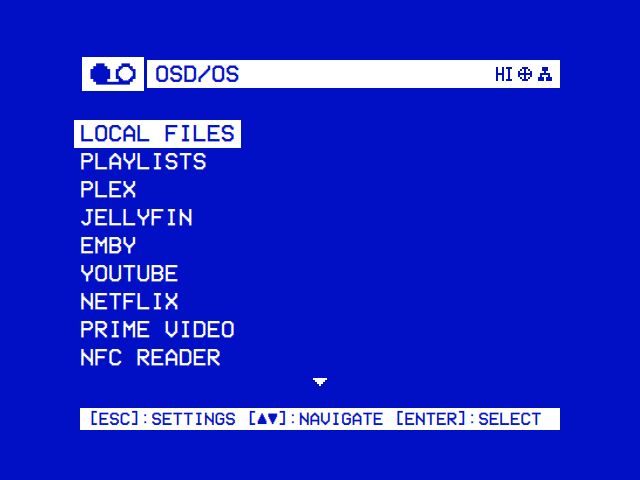 OSD/OS HI
LOCAL FILES
PLAYLISTS
PLEX
JELLYFIN
EMBY
YOUTUBE
NETFLIX
PRIME VIDEO
NFC READER
[ESC]:SETTINGS [▲▼]:NAVIGATE [ENTER]:SELECT